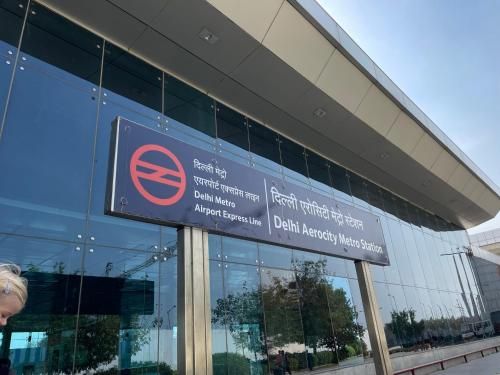 दिल्ली मेट्रो
एयरपोर्ट एक्सप्रेस लाइन
Delhi Metro
Airport Express Line
दिल्ली एरोसिटी मेट्रो स्टेशन
Delhi Aerocity Metro Station